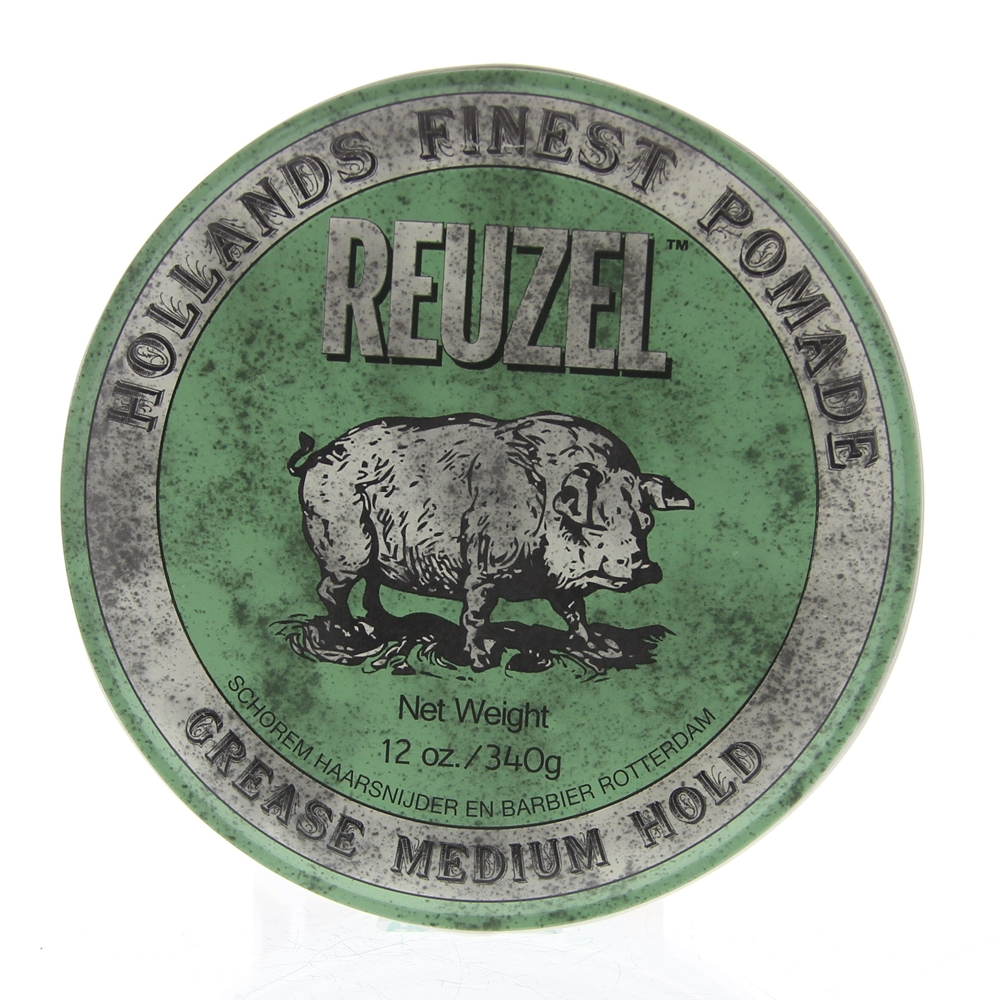 HOLLANDS FINEST POMADE
REUZEL™
Net Weight
12 oz./340g
SCHOREM HAARSNIJDER EN BARBIER ROTTERDAM
GREASE MEDIUM HOLD